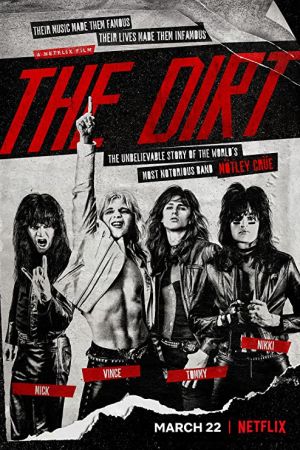 THEIR MUSIC MADE THEM FAMOUS
THEIR LIVES MADE THEM INFAMOUS
A NETFLIX FILM
THE DIRT
THE UNBELIEVABLE STORY OF THE WORLD'S
MOST NOTORIOUS BAND MÖTLEY CRÜE
MICK
VINCE
TOMMY
NIKKI
MARCH 22 | NETFLIX